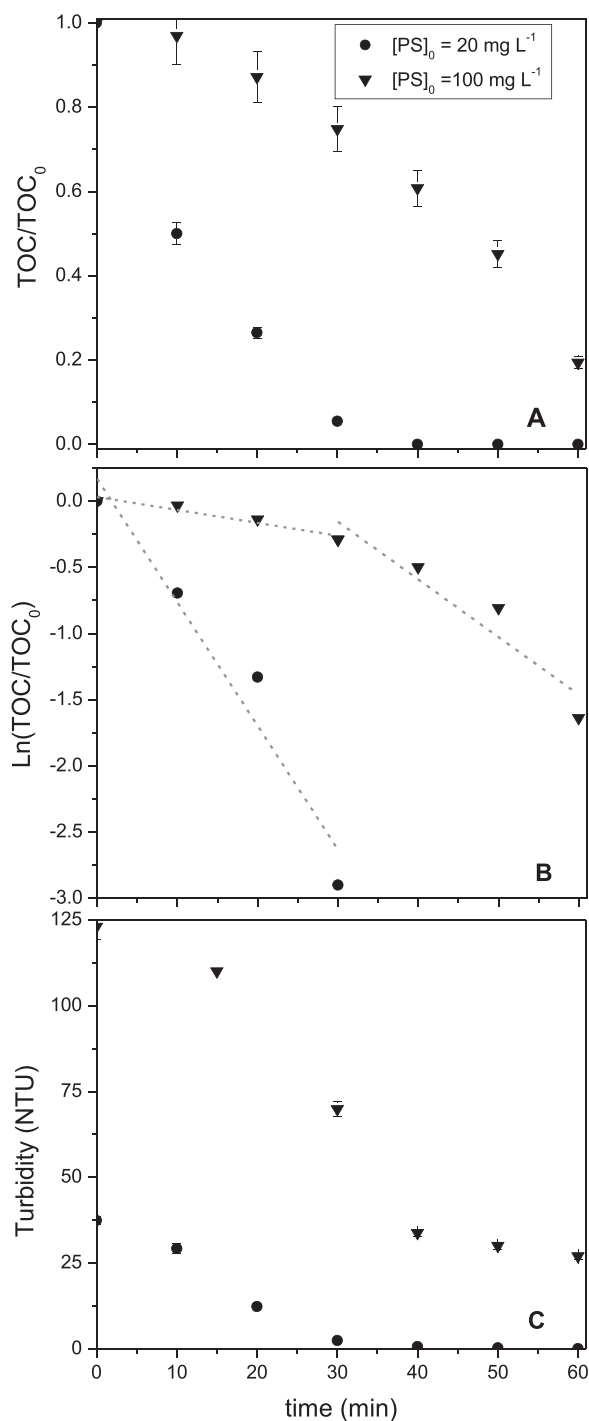 1.0
[PS]₀ = 20 mg L⁻¹
[PS]₀ =100 mg L⁻¹
0.8
0.6
TOC/TOC₀
0.4
0.2
A
0.0
0.0
-0.5
-1.0
Ln(TOC/TOC₀)
-1.5
-2.0
-2.5
B
-3.0
125
100
75
Turbidity (NTU)
50
25
C
0
0 10 20 30 40 50 60
time (min)